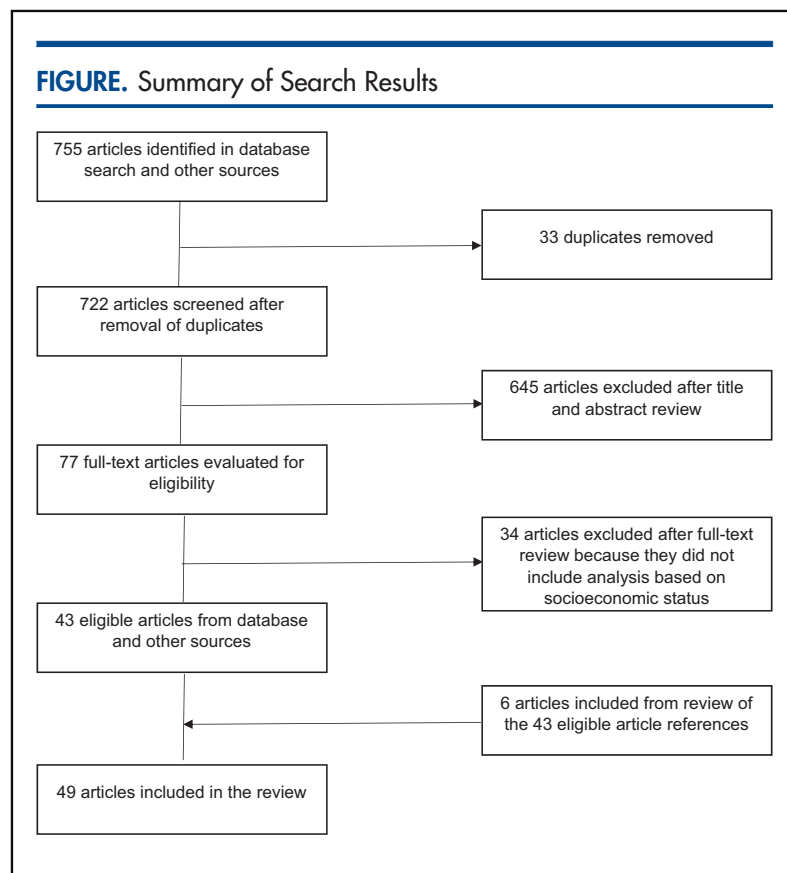 FIGURE. Summary of Search Results
755 articles identified in database
search and other sources
33 duplicates removed
722 articles screened after
removal of duplicates
645 articles excluded after title
and abstract review
77 full-text articles evaluated for
eligibility
34 articles excluded after full-text
review because they did not
include analysis based on
socioeconomic status
43 eligible articles from database
and other sources
6 articles included from review of
the 43 eligible article references
49 articles included in the review